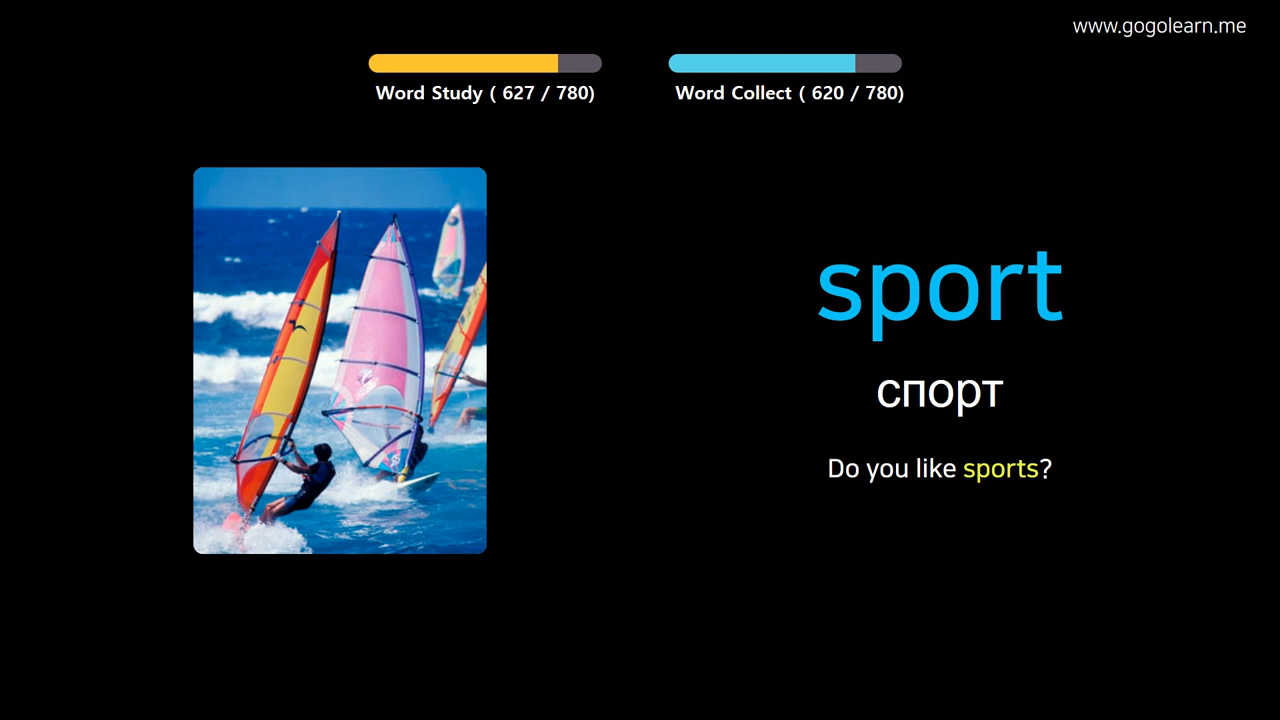 www.gogolearn.me
Word Study ( 627 / 780)
Word Collect ( 620 / 780)
sport
спорт
Do you like sports?